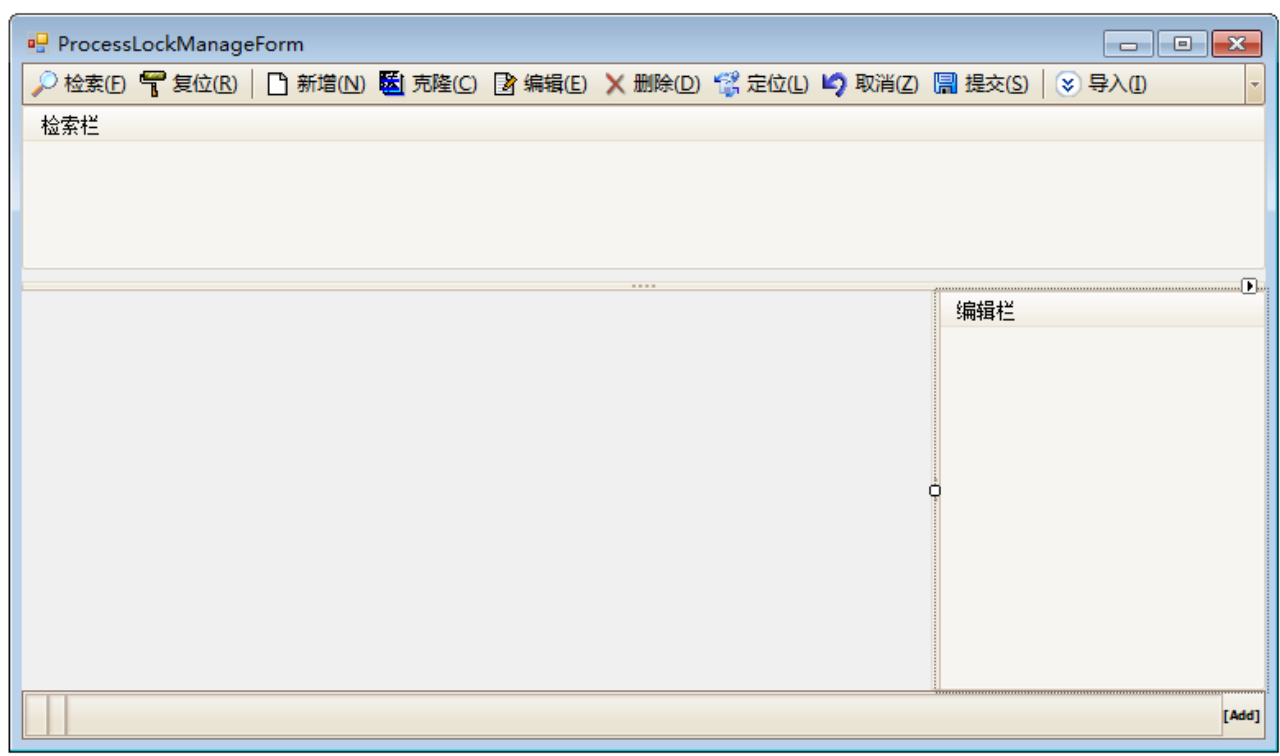 ProcessLockManageForm
检索(F) 复位(R) 新增(N) 克隆(C) 编辑(E) 删除(D) 定位(L) 取消(Z) 提交(S) 导入(I)
检索栏
编辑栏
[Add]